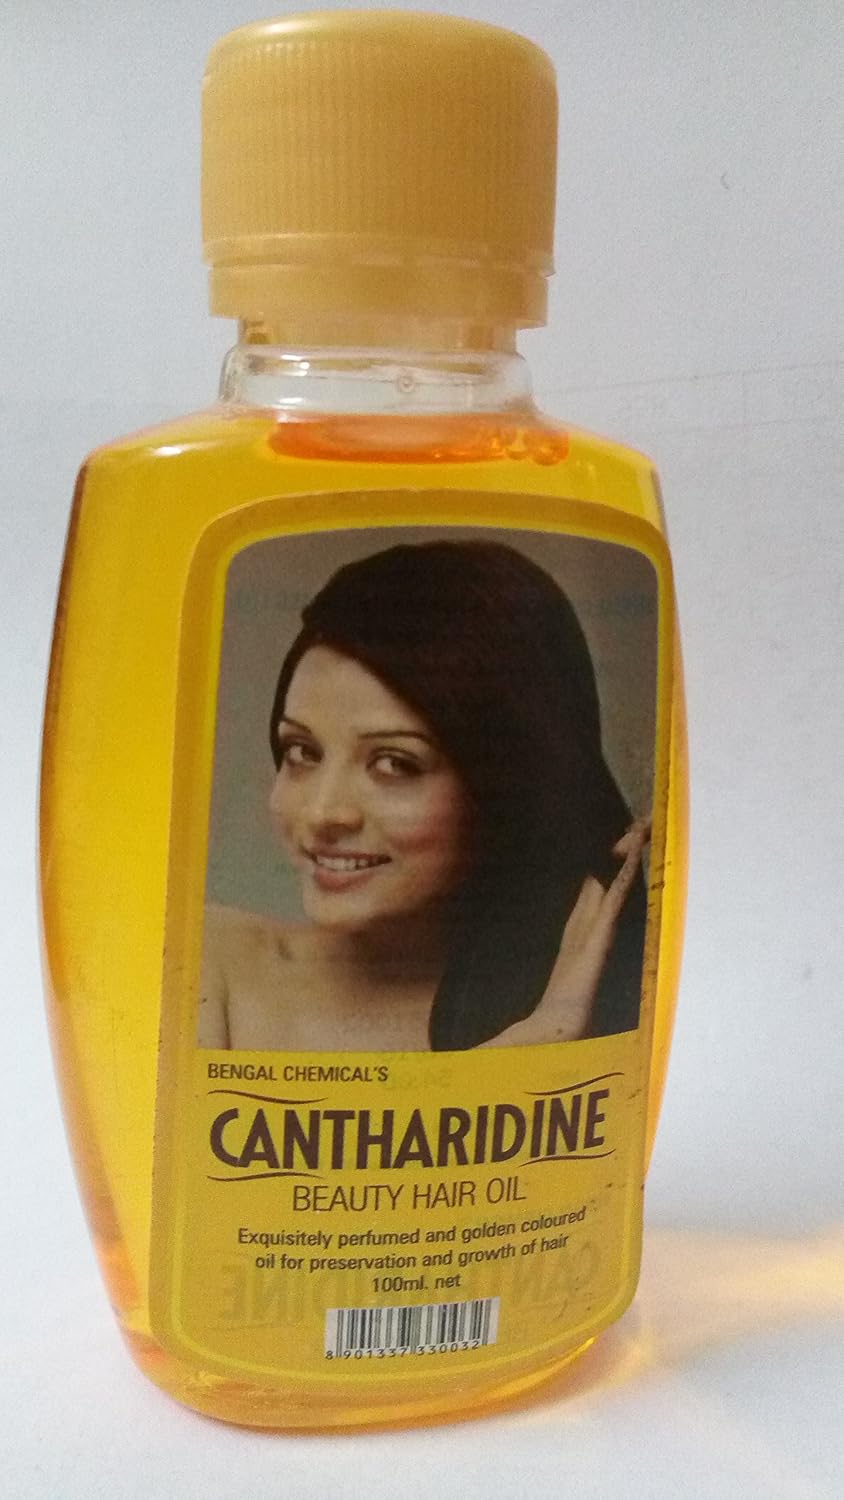 BENGAL CHEMICAL'S
CANTHARIDINE
BEAUTY HAIR OIL
Exquisitely perfumed and golden coloured
oil for preservation and growth of hair
100ml. net
8 901337 330032